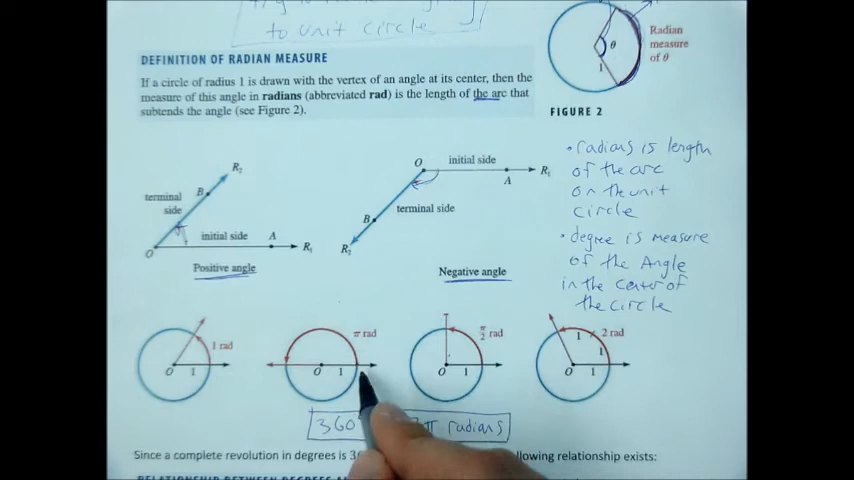 to unit circle
DEFINITION OF RADIAN MEASURE
If a circle of radius 1 is drawn with the vertex of an angle at its center, then the
measure of this angle in radians (abbreviated rad) is the length of the arc that
subtends the angle (see Figure 2).
θ
1
Radian
measure
of θ
FIGURE 2
R₂
B
terminal
side
initial side
A
O
R₁
Positive angle
O
initial side
A
R₁
B
terminal side
R₂
Negative angle
• radians is length
of the arc
on the unit
circle
• degree is measure
of the Angle
in the center of
the circle
1 rad
O
1
π rad
O
1
π/2 rad
O
1
2 rad
1
1
O
1
360
π radians
Since a complete revolution in degrees is
llowing relationship exists: